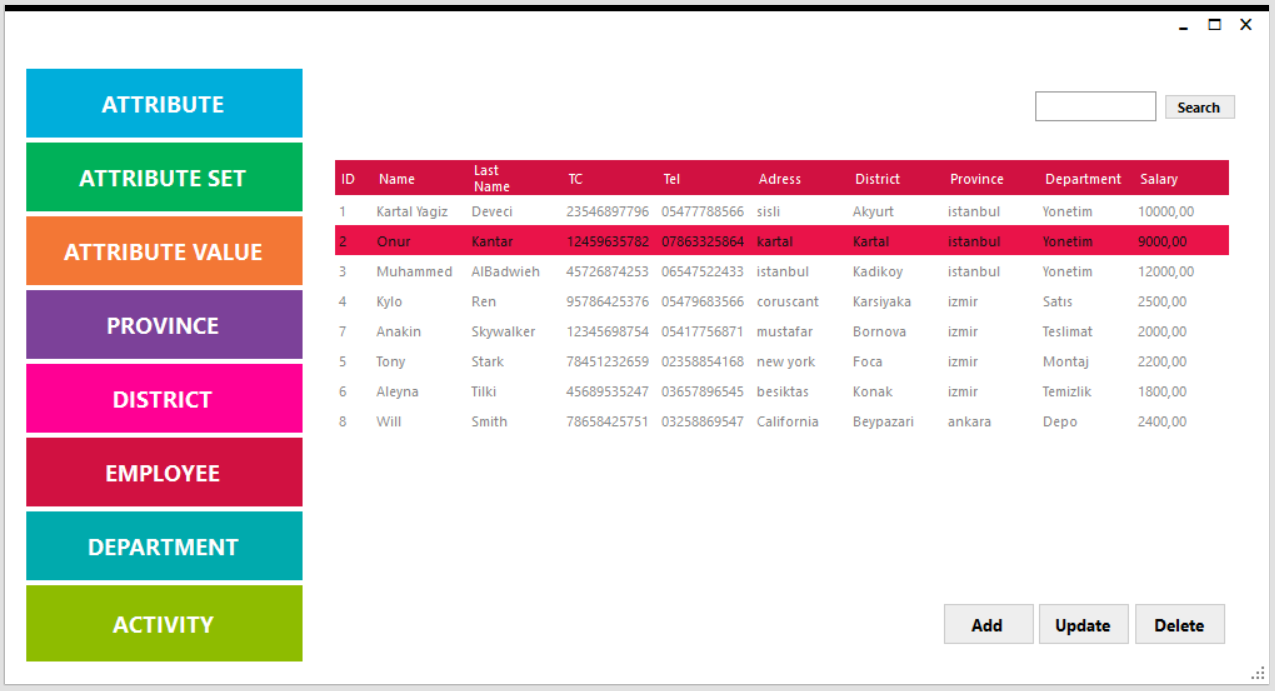 ATTRIBUTE
ATTRIBUTE SET
ATTRIBUTE VALUE
PROVINCE
DISTRICT
EMPLOYEE
DEPARTMENT
ACTIVITY
Search
ID Name Last Name TC Tel Adress District Province Department Salary
1 Kartal Yagiz Deveci 23546897796 05477788566 sisli Akyurt istanbul Yonetim 10000,00
2 Onur Kantar 12459635782 07863325864 kartal Kartal istanbul Yonetim 9000,00
3 Muhammed AlBadwieh 45726874253 06547522433 istanbul Kadikoy istanbul Yonetim 12000,00
4 Kylo Ren 95786425376 05479683566 coruscant Karsiyaka izmir Satıs 2500,00
7 Anakin Skywalker 12345698754 05417756871 mustafar Bornova izmir Teslimat 2000,00
5 Tony Stark 78451232659 02358854168 new york Foca izmir Montaj 2200,00
6 Aleyna Tilki 45689535247 03657896545 besiktas Konak izmir Temizlik 1800,00
8 Will Smith 78658425751 03258869547 California Beypazari ankara Depo 2400,00
Add Update Delete